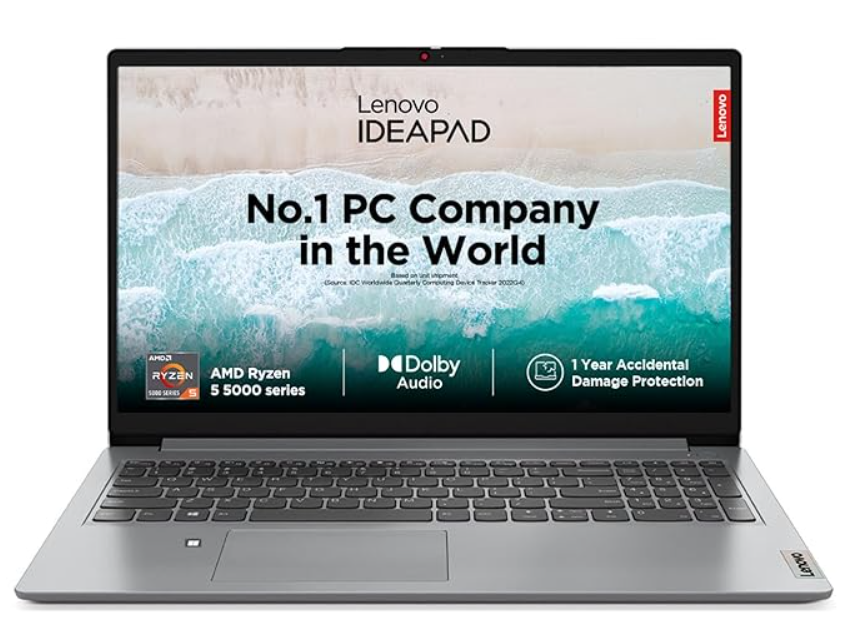 Lenovo
IDEAPAD
Lenovo
No.1 PC Company
in the World
Based on unit shipment
(Source: IDC Worldwide Quarterly Computing Device Tracker 2022Q4)
AMD
RYZEN
5000 SERIES 5
AMD Ryzen
5 5000 series
Dolby
Audio
1 Year Accidental
Damage Protection
Lenovo